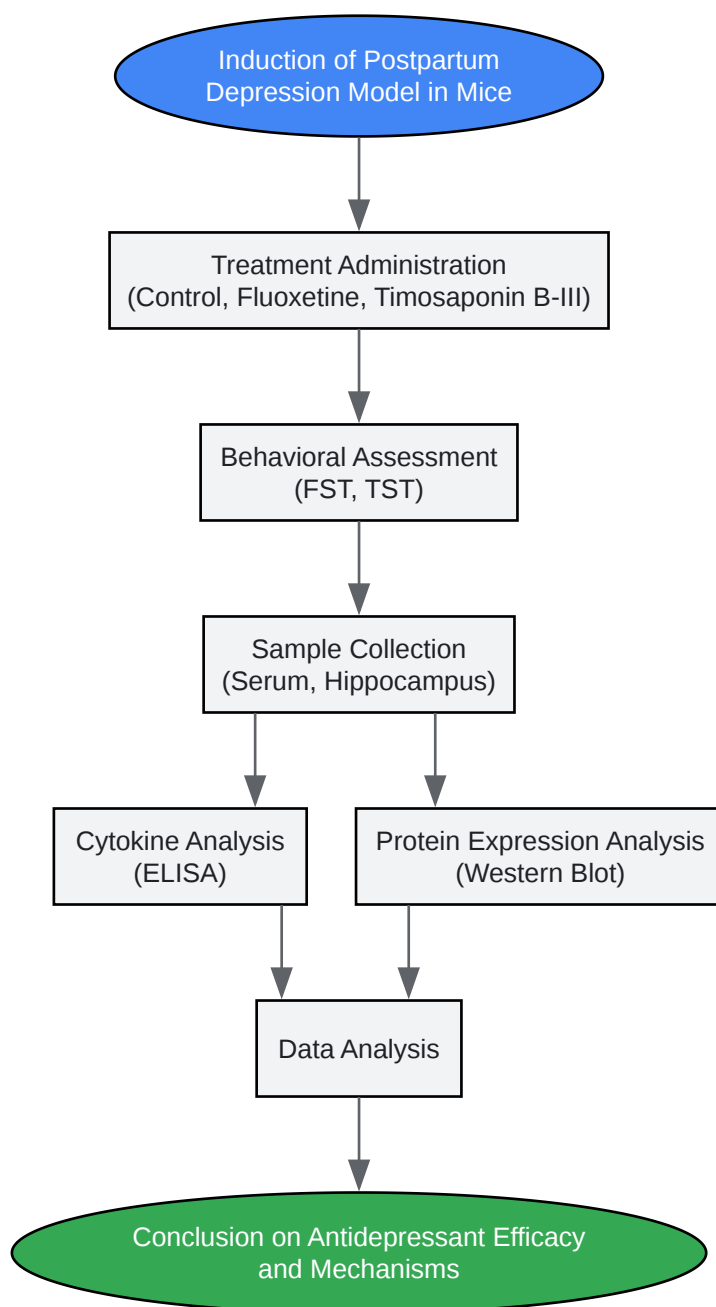 Induction of Postpartum
Depression Model in Mice
Treatment Administration
(Control, Fluoxetine, Timosaponin B-III)
Behavioral Assessment
(FST, TST)
Sample Collection
(Serum, Hippocampus)
Cytokine Analysis
(ELISA)
Protein Expression Analysis
(Western Blot)
Data Analysis
Conclusion on Antidepressant Efficacy
and Mechanisms